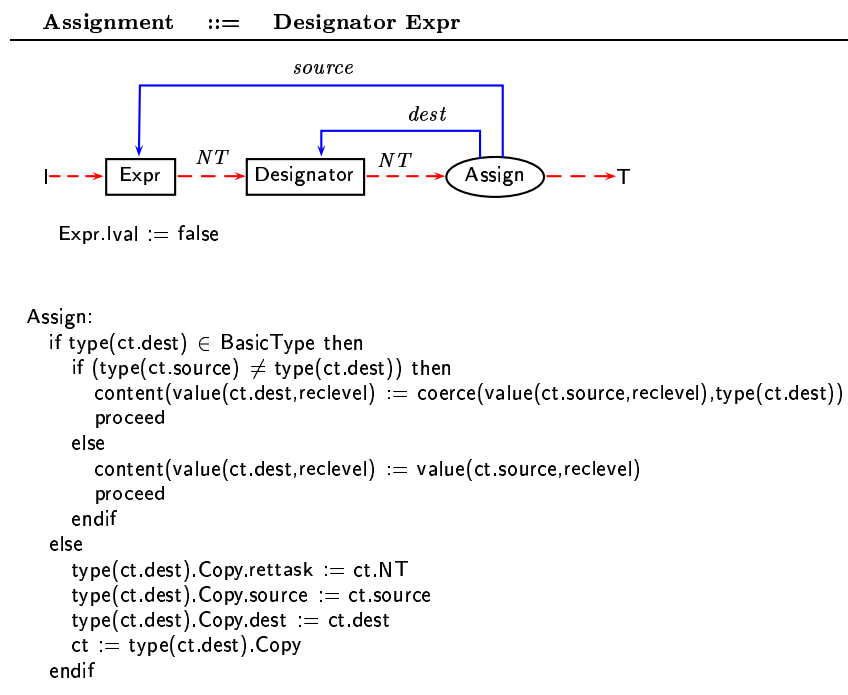 Assignment ::= Designator Expr
source
dest
NT
NT
I
Expr
Designator
Assign
T
Expr.lval := false
Assign:
if type(ct.dest) ∈ BasicType then
if (type(ct.source) ≠ type(ct.dest)) then
content(value(ct.dest,reclevel) := coerce(value(ct.source,reclevel),type(ct.dest))
proceed
else
content(value(ct.dest,reclevel) := value(ct.source,reclevel)
proceed
endif
else
type(ct.dest).Copy.rettask := ct.NT
type(ct.dest).Copy.source := ct.source
type(ct.dest).Copy.dest := ct.dest
ct := type(ct.dest).Copy
endif